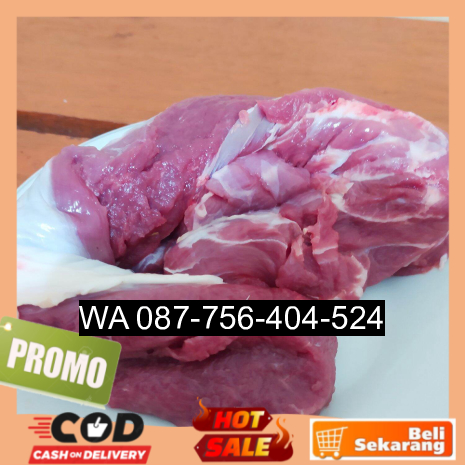 WA 087-756-404-524
PROMO
COD
CASH ON DELIVERY
HOT
SALE
Beli
Sekarang